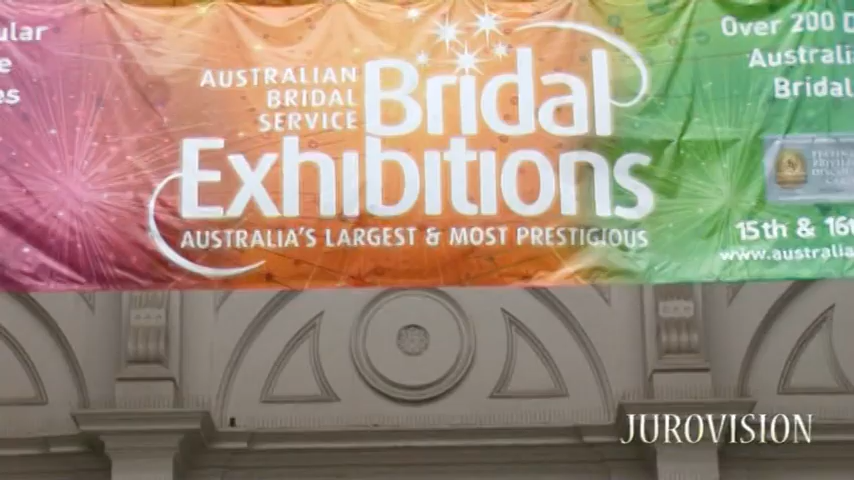 ular
e
es
AUSTRALIAN
BRIDAL
SERVICE
Bridal
Exhibitions
AUSTRALIA'S LARGEST & MOST PRESTIGIOUS
Over 200 
Australi
Bridal
15th & 16t
www.australia
JUROVISION